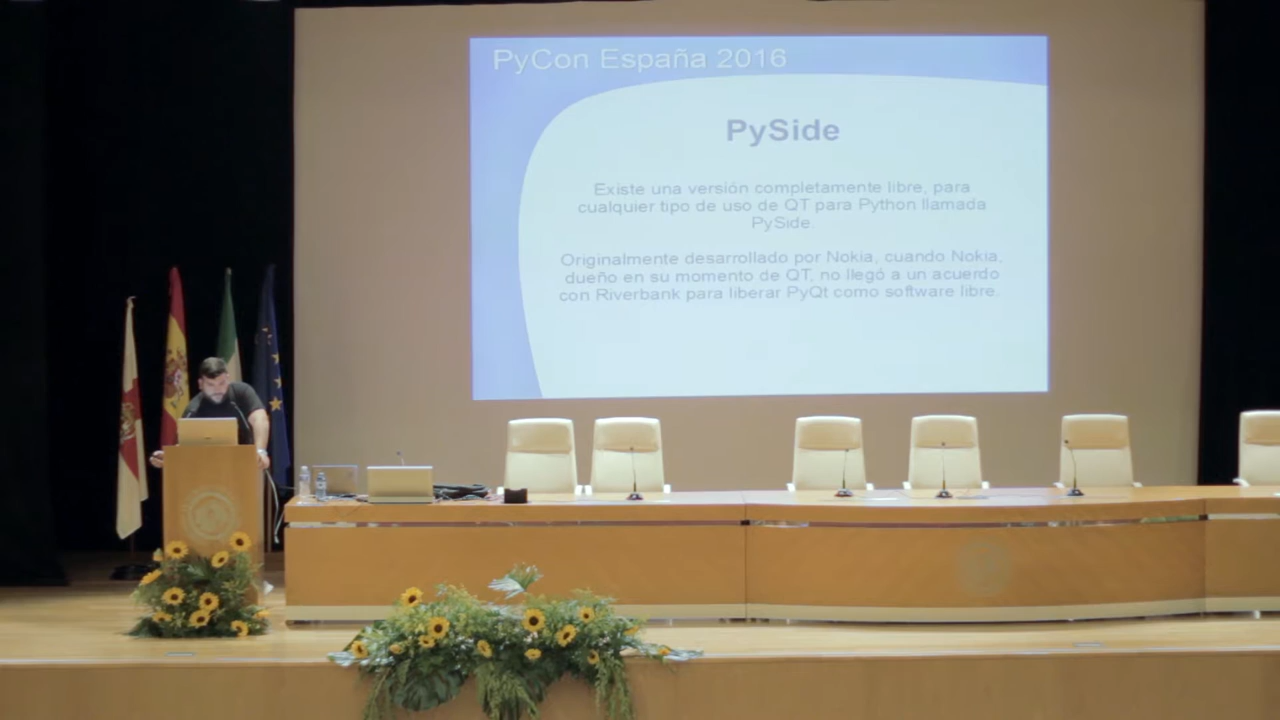 PyCon España 2016
PySide
Existe una versión completamente libre, para
cualquier tipo de uso de QT para Python llamada
PySide.
Originalmente desarrollado por Nokia, cuando Nokia,
dueño en su momento de QT, no llegó a un acuerdo
con Riverbank para liberar PyQt como software libre.